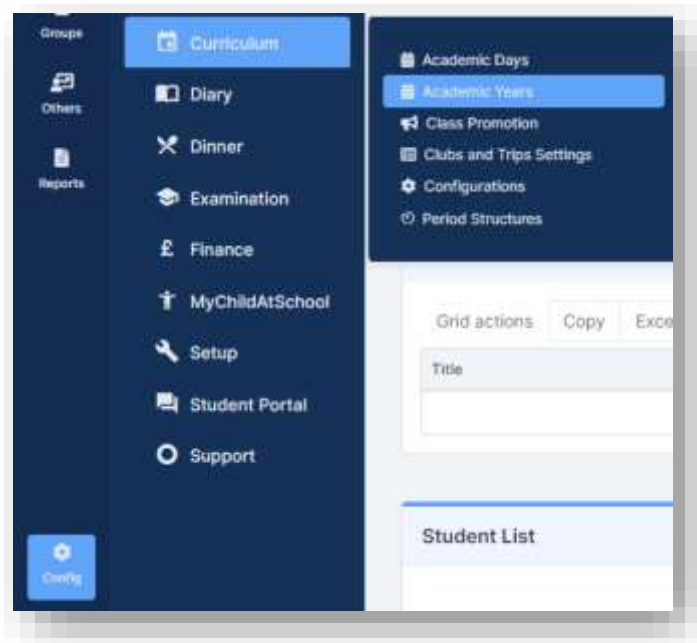 Groups
Others
Reports
Config
Curriculum
Diary
Dinner
Examination
Finance
MyChildAtSchool
Setup
Student Portal
Support
Academic Days
Academic Years
Class Promotion
Clubs and Trips Settings
Configurations
Period Structures
Grid actions Copy Exce
Title
Student List